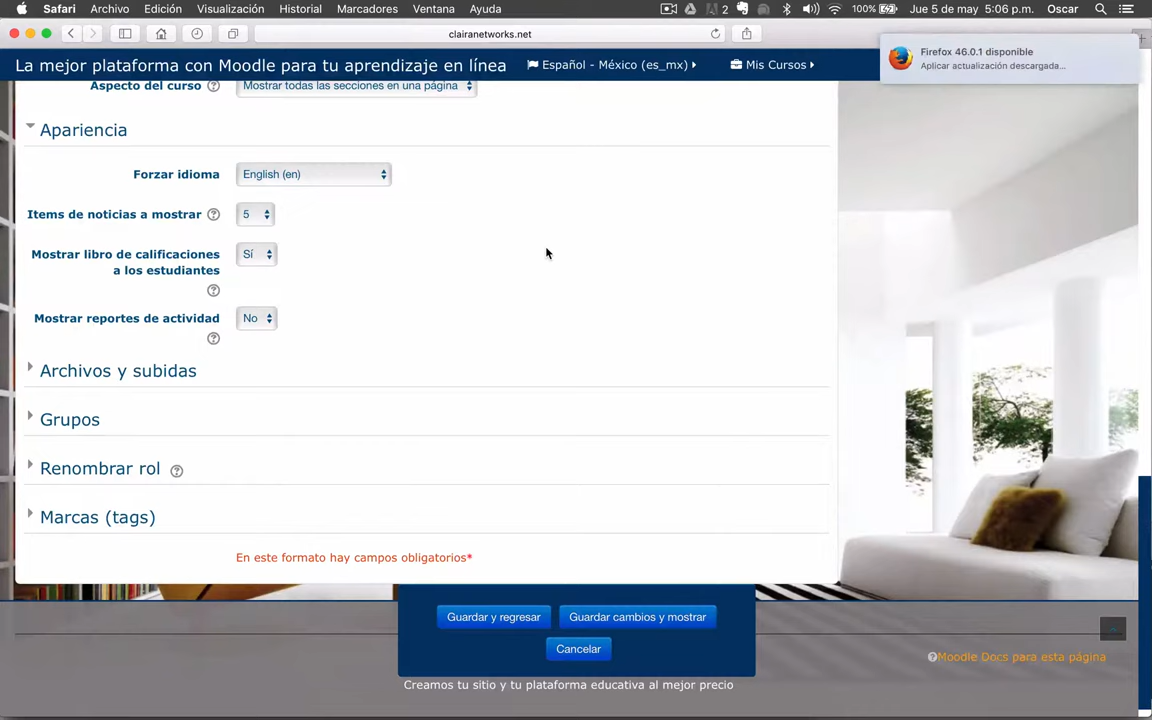 Safari Archivo Edición Visualización Historial Marcadores Ventana Ayuda 2 100% Jue 5 de may 5:06 p.m. Oscar
clairanetworks.net
Firefox 46.0.1 disponible
Aplicar actualización descargada...
La mejor plataforma con Moodle para tu aprendizaje en línea Español - México (es_mx) Mis Cursos
Aspecto del curso Mostrar todas las secciones en una página
Apariencia
Forzar idioma English (en)
Items de noticias a mostrar 5
Mostrar libro de calificaciones a los estudiantes Sí
Mostrar reportes de actividad No
Archivos y subidas
Grupos
Renombrar rol
Marcas (tags)
En este formato hay campos obligatorios*
Guardar y regresar Guardar cambios y mostrar
Cancelar
Moodle Docs para esta página
Creamos tu sitio y tu plataforma educativa al mejor precio